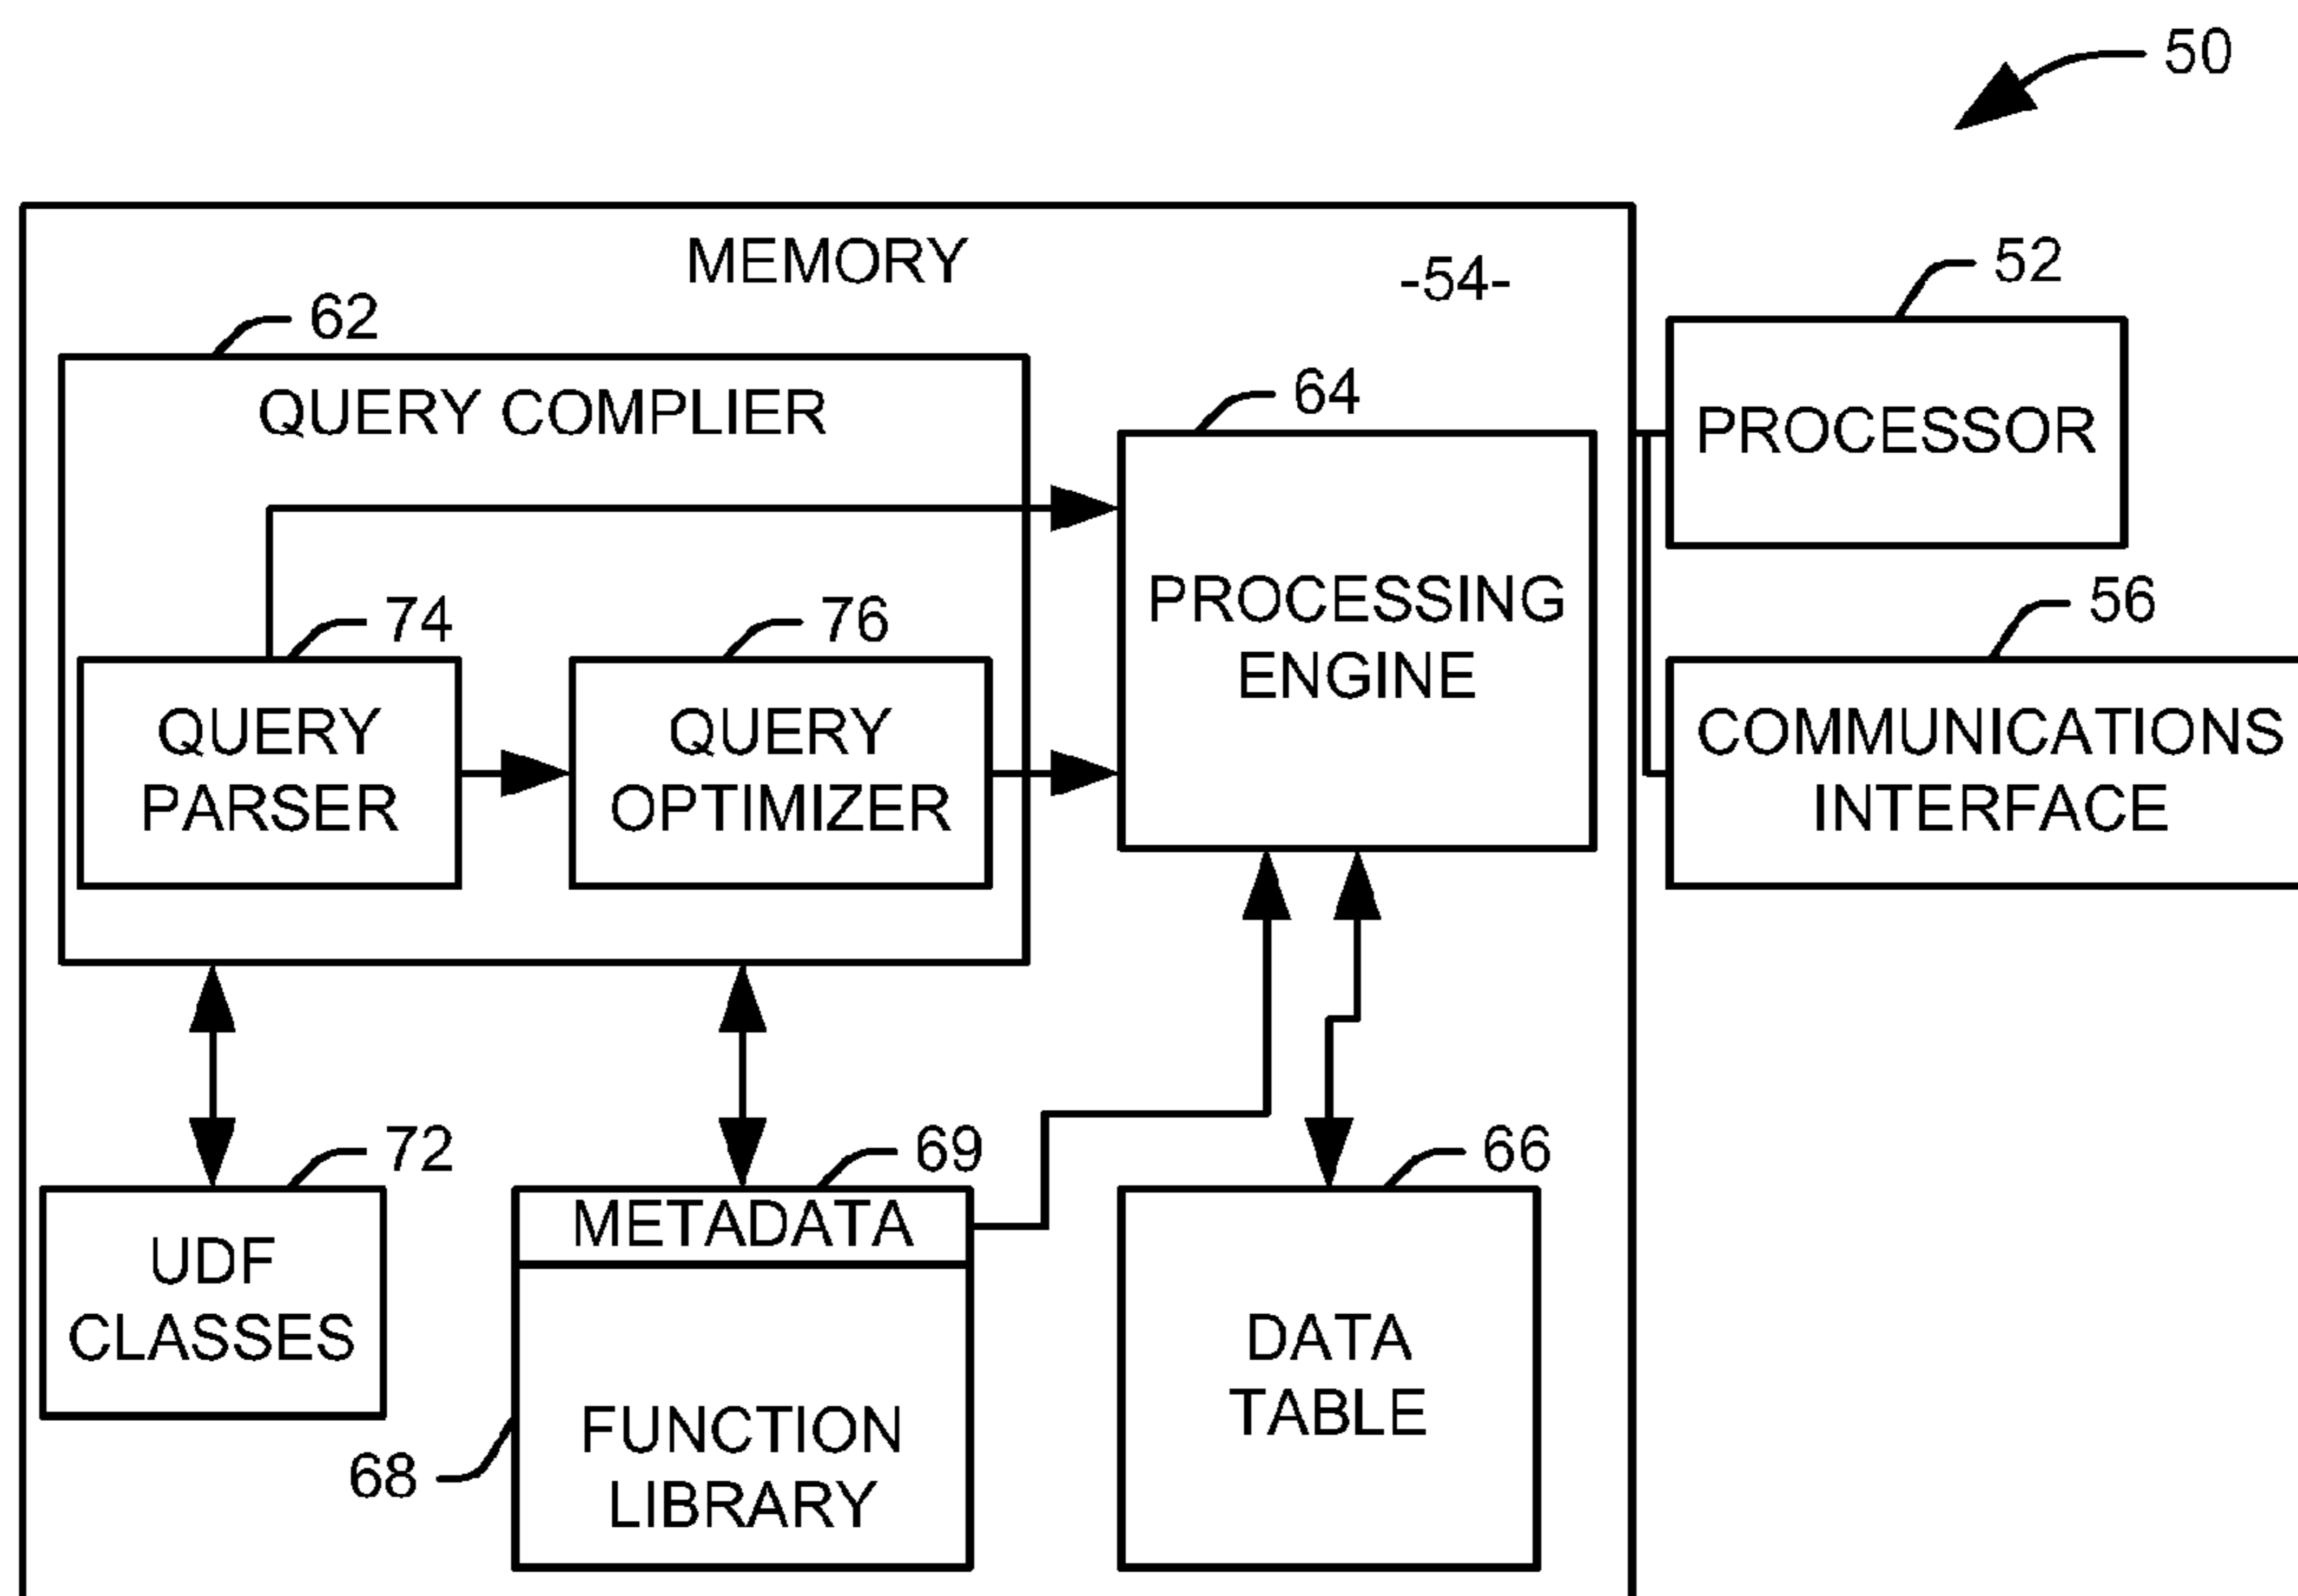 50
MEMORY
-54-
52
62
QUERY COMPLIER
64
PROCESSOR
74
76
PROCESSING
ENGINE
56
QUERY
PARSER
QUERY
OPTIMIZER
COMMUNICATIONS
INTERFACE
72
69
66
UDF
CLASSES
METADATA
68
FUNCTION
LIBRARY
DATA
TABLE